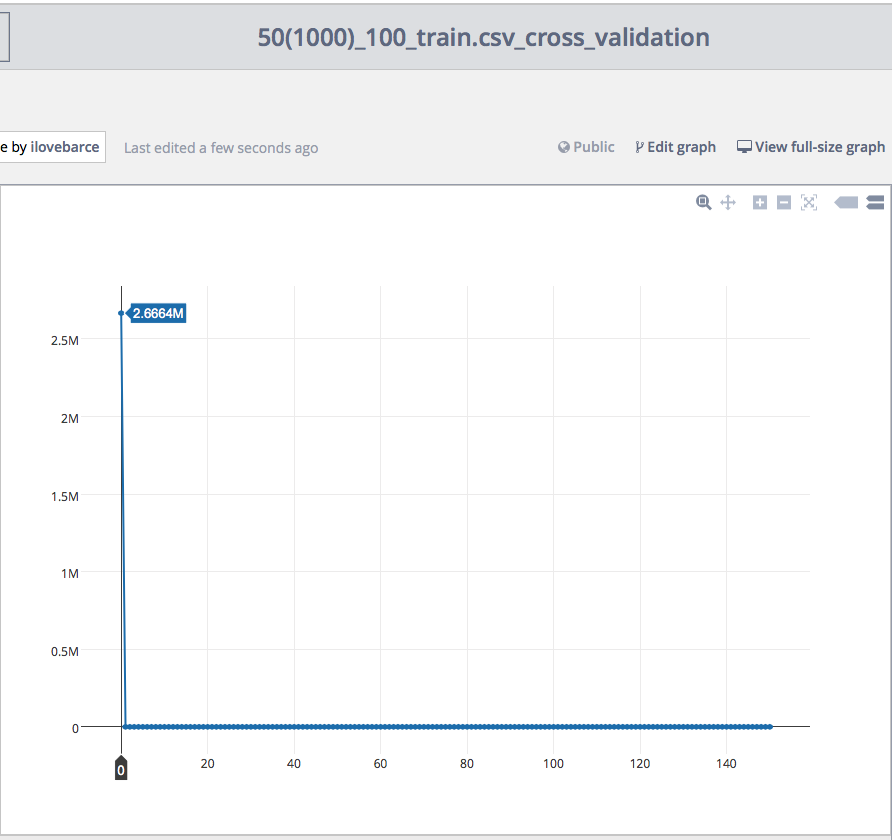 50(1000)_100_train.csv_cross_validation
e by ilovebarce
Last edited a few seconds ago
Public
Edit graph
View full-size graph
2.6664M
2.5M
2M
1.5M
1M
0.5M
0
0
20
40
60
80
100
120
140